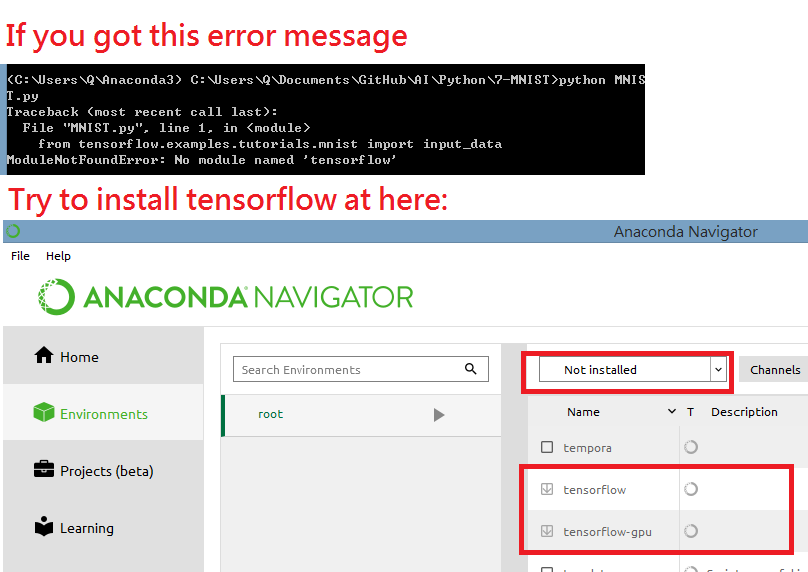 If you got this error message
(C:\Users\Q\Anaconda3) C:\Users\Q\Documents\GitHub\AI\Python\7-MNIST>python MNIS
T.py
Traceback (most recent call last):
File "MNIST.py", line 1, in <module>
from tensorflow.examples.tutorials.mnist import input_data
ModuleNotFoundError: No module named 'tensorflow'
Try to install tensorflow at here:
Anaconda Navigator
File Help
ANACONDA NAVIGATOR
Home
Environments
Projects (beta)
Learning
Search Environments
root
Not installed
Channels
Name T Description
tempora
tensorflow
tensorflow-gpu